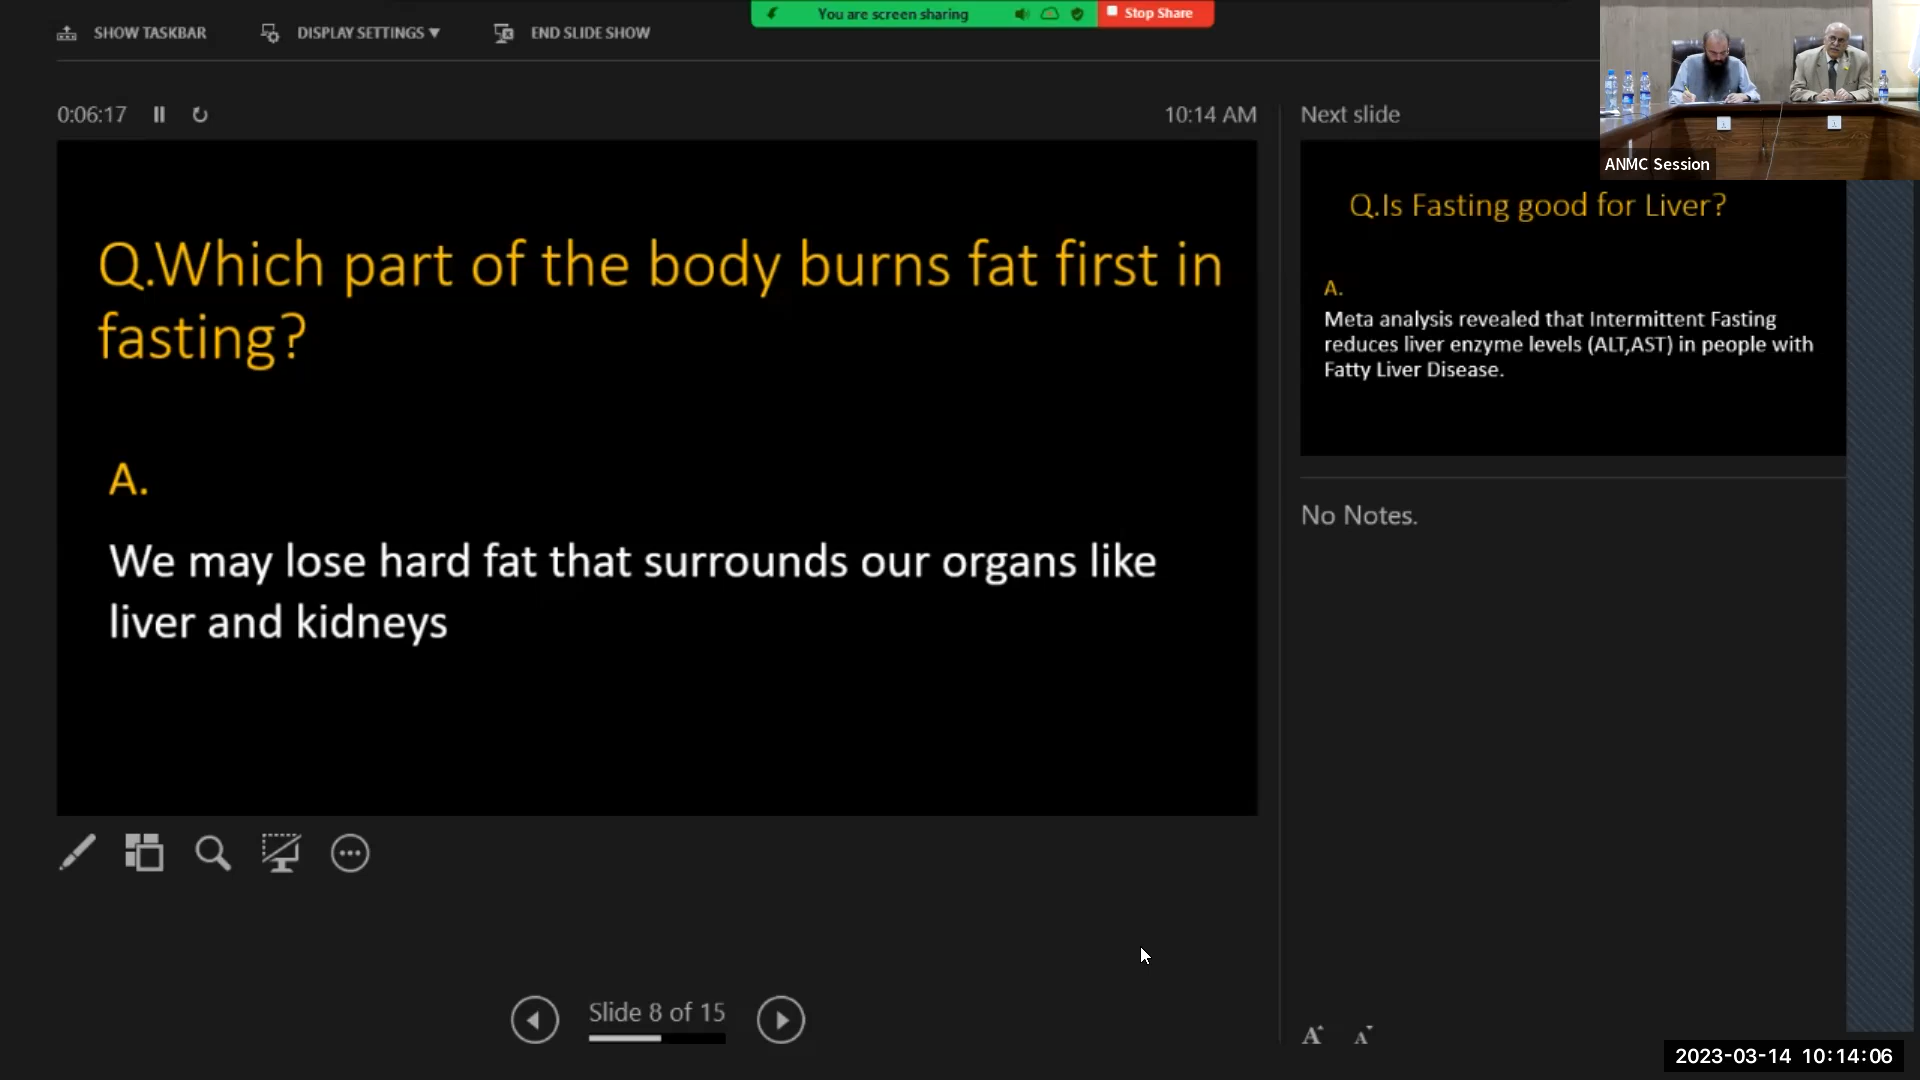 SHOW TASKBAR
DISPLAY SETTINGS ▼
END SLIDE SHOW
You are screen sharing
Stop Share
0:06:17
10:14 AM
Q.Which part of the body burns fat first in
fasting?
A.
We may lose hard fat that surrounds our organs like
liver and kidneys
Slide 8 of 15
Next slide
ANMC Session
Q.Is Fasting good for Liver?
A.
Meta analysis revealed that Intermittent Fasting
reduces liver enzyme levels (ALT,AST) in people with
Fatty Liver Disease.
No Notes.
A A
2023-03-14 10:14:06